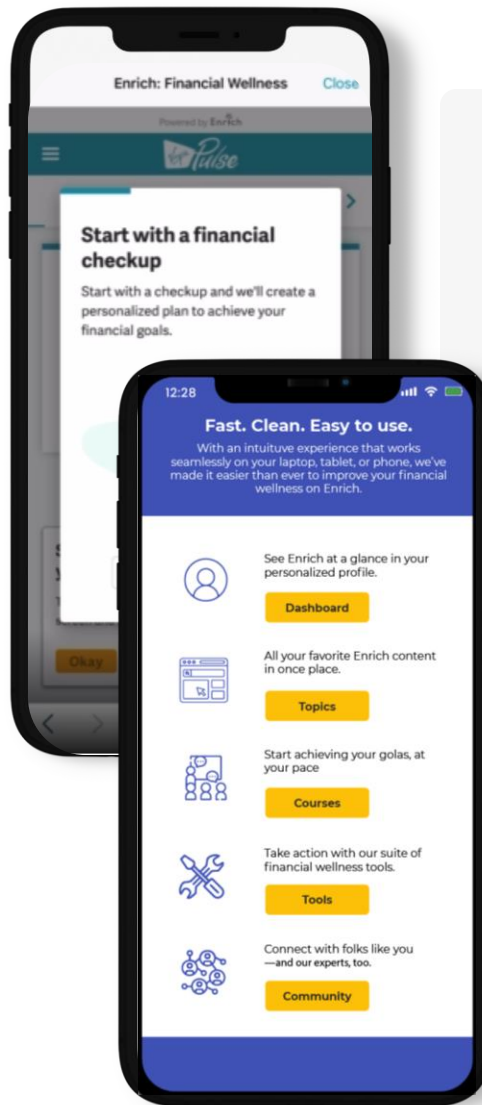 Enrich: Financial Wellness Close
Powered by Enrich
Pulse
Start with a financial
checkup
Start with a checkup and we'll create a
personalized plan to achieve your
financial goals.
Okay
12:28
Fast. Clean. Easy to use.
With an intuituve experience that works
seamlessly on your laptop, tablet, or phone, we've
made it easier than ever to improve your financial
wellness on Enrich.
See Enrich at a glance in your
personalized profile.
Dashboard
All your favorite Enrich content
in once place.
Topics
Start achieving your golas, at
your pace
Courses
Take action with our suite of
financial wellness tools.
Tools
Connect with folks like you
—and our experts, too.
Community